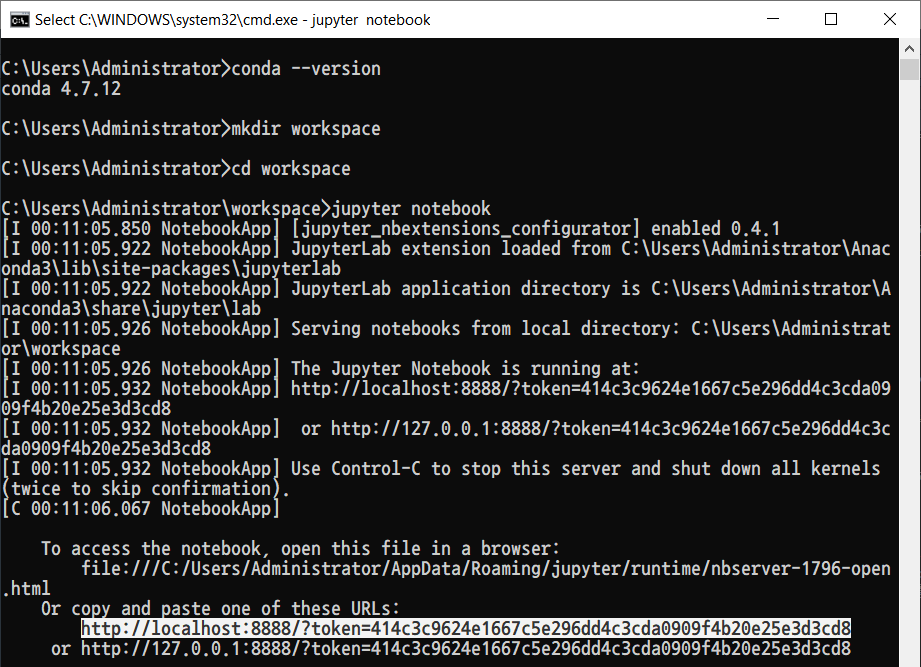 Select C:\WINDOWS\system32\cmd.exe - jupyter  notebook
C:\Users\Administrator>conda --version
conda 4.7.12
C:\Users\Administrator>mkdir workspace
C:\Users\Administrator>cd workspace
C:\Users\Administrator\workspace>jupyter notebook
[I 00:11:05.850 NotebookApp] [jupyter_nbextensions_configurator] enabled 0.4.1
[I 00:11:05.922 NotebookApp] JupyterLab extension loaded from C:\Users\Administrator\Anac
onda3\lib\site-packages\jupyterlab
[I 00:11:05.922 NotebookApp] JupyterLab application directory is C:\Users\Administrator\A
naconda3\share\jupyter\lab
[I 00:11:05.926 NotebookApp] Serving notebooks from local directory: C:\Users\Administrat
or\workspace
[I 00:11:05.926 NotebookApp] The Jupyter Notebook is running at:
[I 00:11:05.932 NotebookApp] http://localhost:8888/?token=414c3c9624e1667c5e296dd4c3cda09
09f4b20e25e3d3cd8
[I 00:11:05.932 NotebookApp]  or http://127.0.0.1:8888/?token=414c3c9624e1667c5e296dd4c3c
da0909f4b20e25e3d3cd8
[I 00:11:05.932 NotebookApp] Use Control-C to stop this server and shut down all kernels
(twice to skip confirmation).
[C 00:11:06.067 NotebookApp]
To access the notebook, open this file in a browser:
file:///C:/Users/Administrator/AppData/Roaming/jupyter/runtime/nbserver-1796-open
.html
Or copy and paste one of these URLs:
http://localhost:8888/?token=414c3c9624e1667c5e296dd4c3cda0909f4b20e25e3d3cd8
or http://127.0.0.1:8888/?token=414c3c9624e1667c5e296dd4c3cda0909f4b20e25e3d3cd8